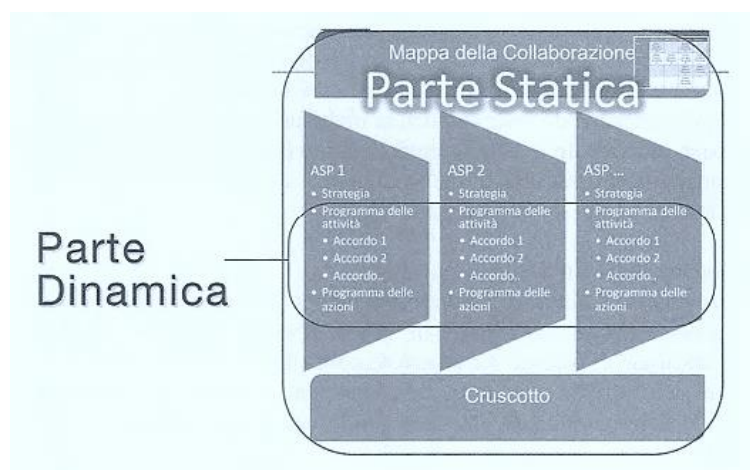 Mappa della Collaborazione
Parte Statica
ASP 1
• Strategia
• Programma delle
attività
• Accordo 1
• Accordo 2
• Accordo..
• Programma delle
azioni
ASP 2
• Strategia
• Programma delle
attività
• Accordo 1
• Accordo 2
• Accordo..
• Programma delle
azioni
ASP ...
• Strategia
• Programma delle
attività
• Accordo 1
• Accordo 2
• Accordo..
• Programma delle
azioni
Parte
Dinamica
Cruscotto